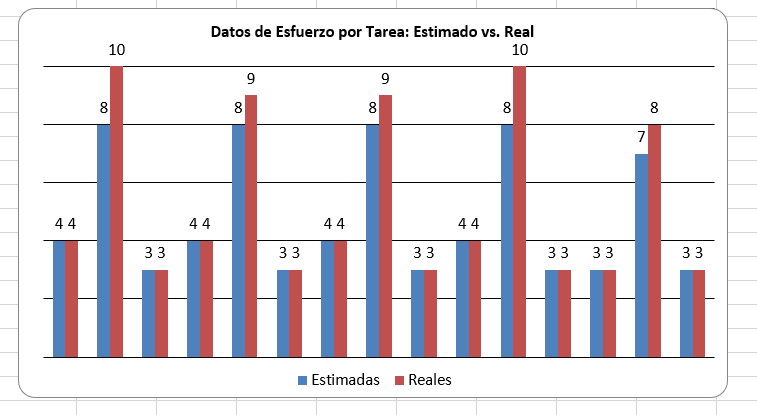 Datos de Esfuerzo por Tarea: Estimado vs. Real
10 10
9 9
8 8 8 8 8
7
4 4 4 4 4 4 4 4
3 3 3 3 3 3 3 3 3 3 3 3
Estimadas Reales